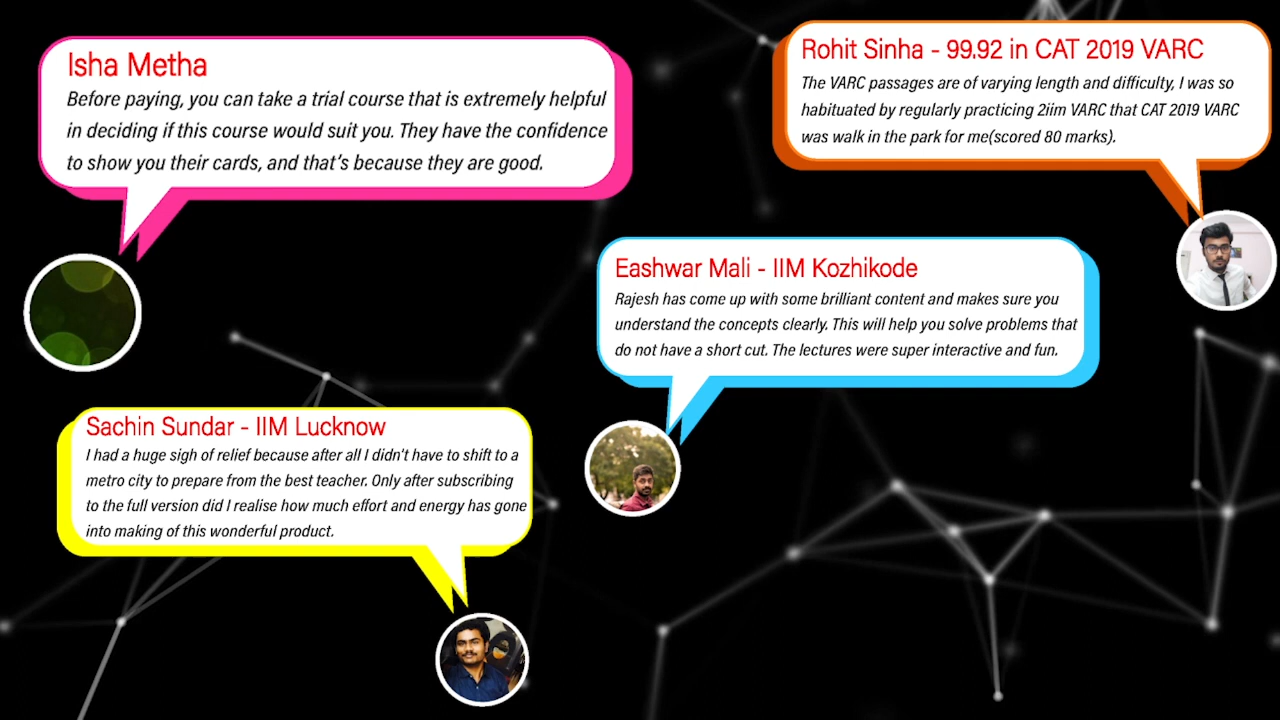 Isha Metha
Before paying, you can take a trial course that is extremely helpful
in deciding if this course would suit you. They have the confidence
to show you their cards, and that's because they are good.
Rohit Sinha - 99.92 in CAT 2019 VARC
The VARC passages are of varying length and difficulty, I was so
habituated by regularly practicing 2iim VARC that CAT 2019 VARC
was walk in the park for me(scored 80 marks).
Eashwar Mali - IIM Kozhikode
Rajesh has come up with some brilliant content and makes sure you
understand the concepts clearly. This will help you solve problems that
do not have a short cut. The lectures were super interactive and fun.
Sachin Sundar - IIM Lucknow
I had a huge sigh of relief because after all I didn't have to shift to a
metro city to prepare from the best teacher. Only after subscribing
to the full version did I realise how much effort and energy has gone
into making of this wonderful product.